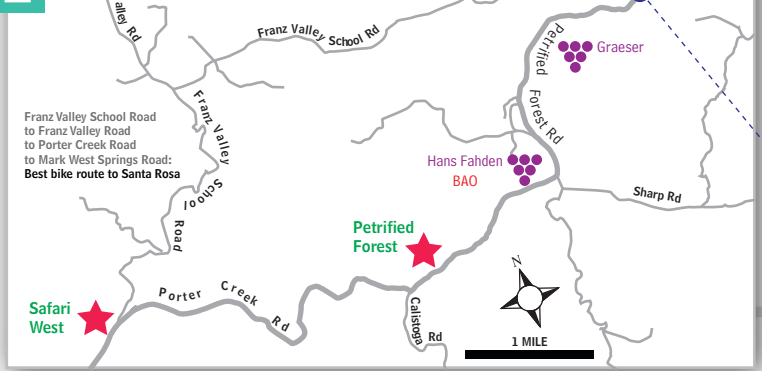 alley Rd
Franz Valley School Rd
Petrified Forest Rd
Graeser
Franz Valley School Road
Franz Valley School Road
to Franz Valley Road
to Porter Creek Road
to Mark West Springs Road:
Best bike route to Santa Rosa
Hans Fahden
BAO
Sharp Rd
Petrified
Forest
N
Safari
West
Porter Creek Rd
Calistoga Rd
1 MILE